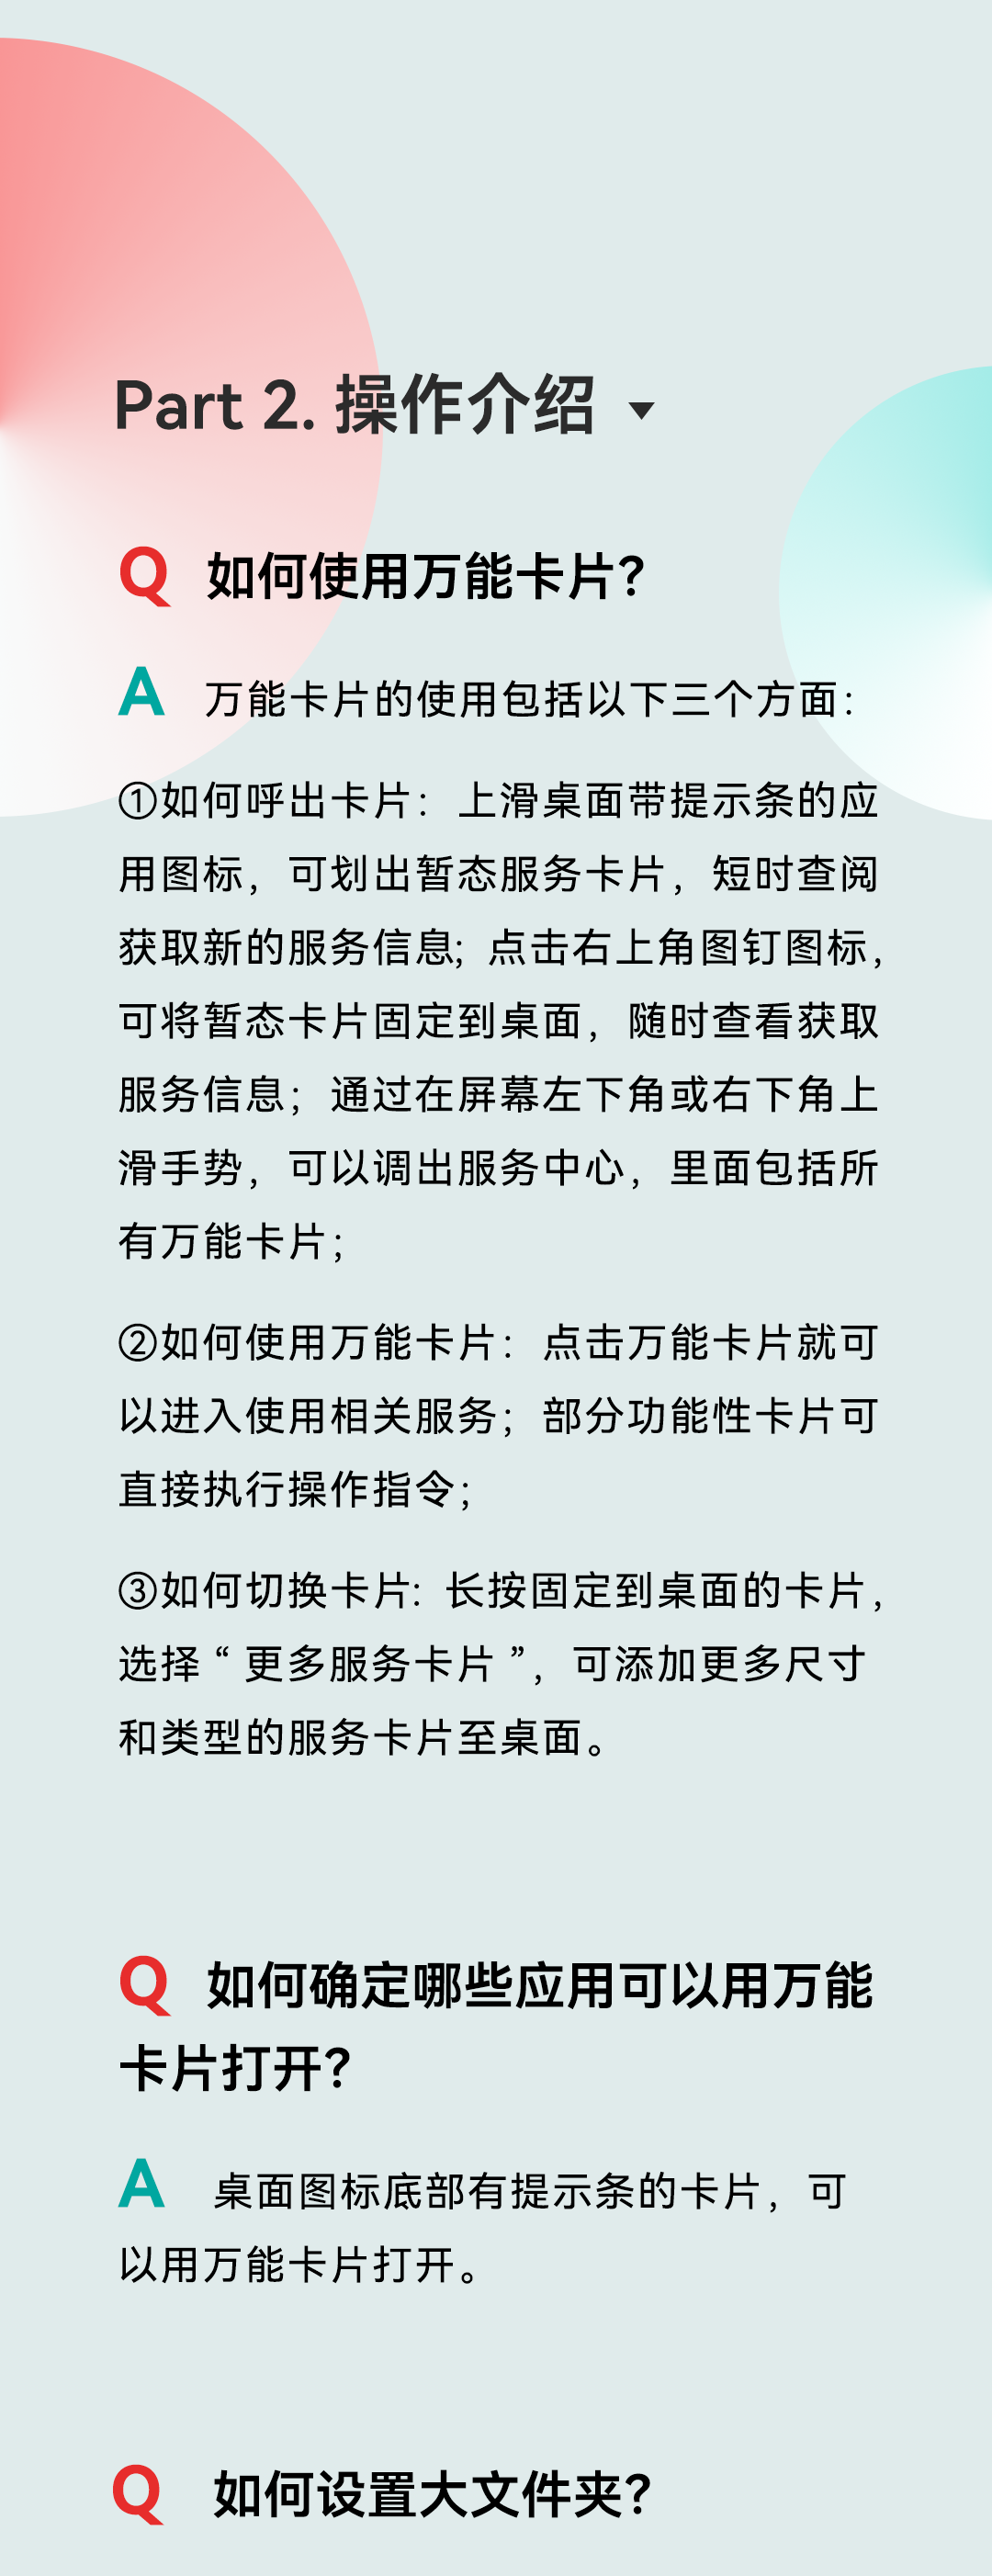 Part 2. 操作介绍
Q 如何使用万能卡片？
A 万能卡片的使用包括以下三个方面：
①如何呼出卡片：上滑桌面带提示条的应
用图标，可划出暂态服务卡片，短时查阅
获取新的服务信息；点击右上角图钉图标，
可将暂态卡片固定到桌面，随时查看获取
服务信息；通过在屏幕左下角或右下角上
滑手势，可以调出服务中心，里面包括所
有万能卡片；
②如何使用万能卡片：点击万能卡片就可
以进入使用相关服务；部分功能性卡片可
直接执行操作指令；
③如何切换卡片：长按固定到桌面的卡片，
选择“更多服务卡片”，可添加更多尺寸
和类型的服务卡片至桌面。
Q 如何确定哪些应用可以用万能
卡片打开？
A 桌面图标底部有提示条的卡片，可
以用万能卡片打开。
Q 如何设置大文件夹？